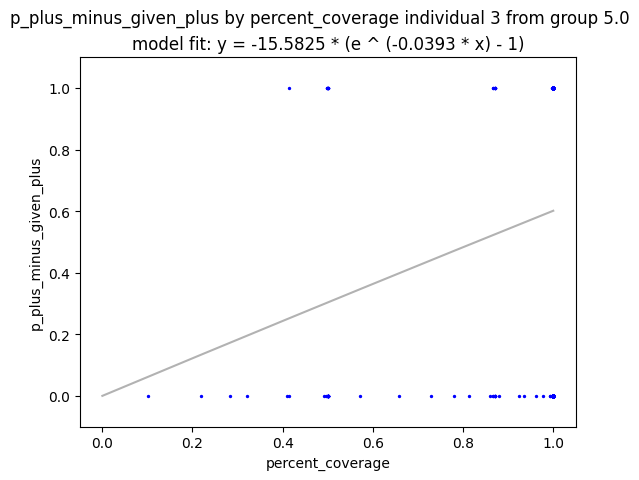 p_plus_minus_given_plus by percent_coverage individual 3 from group 5.0
model fit: y = -15.5825 * (e ^ (-0.0393 * x) - 1)
1.0
0.8
0.6
0.4
0.2
0.0
p_plus_minus_given_plus
0.0 0.2 0.4 0.6 0.8 1.0
percent_coverage